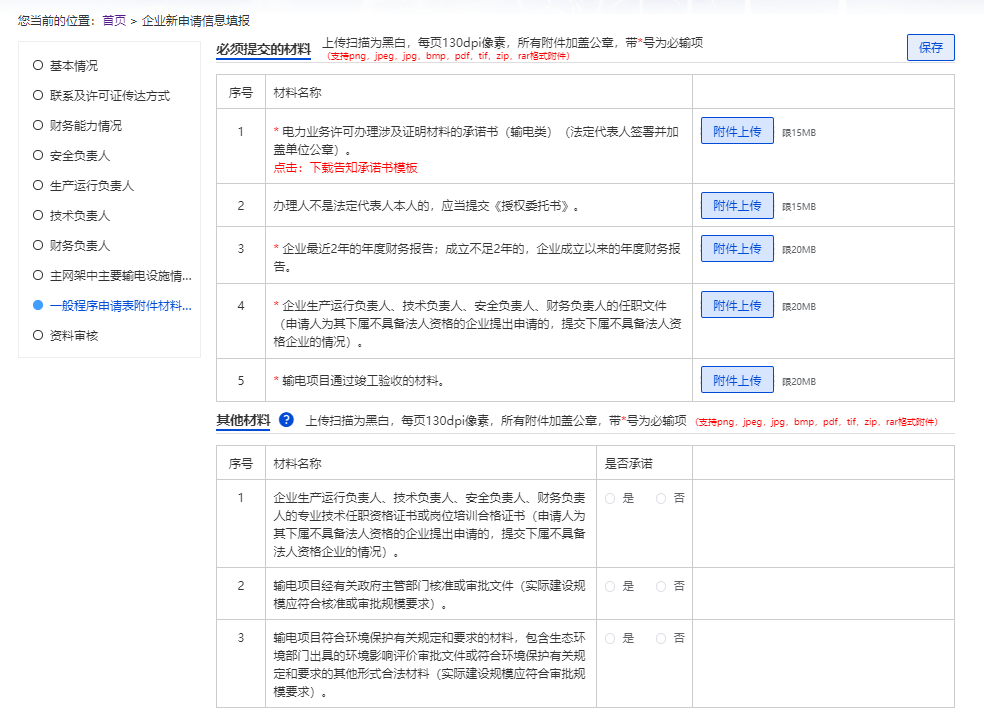 您当前的位置: 首页 > 企业新申请信息填报
基本情况
联系及许可证传达方式
财务能力情况
安全负责人
生产运行负责人
技术负责人
财务负责人
主网架中主要输电设施情...
一般程序申请表附件材料...
资料审核
必须提交的材料 上传扫描为黑白，每页130dpi像素，所有附件加盖公章，带*号为必输项
(支持png, jpeg, jpg, bmp, pdf, tif, zip, rar格式附件)
保存
序号 材料名称
1 * 电力业务许可办理涉及证明材料的承诺书（输电类）（法定代表人签署并加
盖单位公章）。
点击：下载告知承诺书模板
附件上传 限15MB
2 办理人不是法定代表人本人的，应当提交《授权委托书》。 附件上传 限15MB
3 * 企业最近2年的年度财务报告；成立不足2年的，企业成立以来的年度财务报
告。
附件上传 限20MB
4 * 企业生产运行负责人、技术负责人、安全负责人、财务负责人的任职文件
（申请人为其下属不具备法人资格的企业提出申请的，提交下属不具备法人资
格企业的情况）。
附件上传 限20MB
5 * 输电项目通过竣工验收的材料。 附件上传 限20MB
其他材料 ? 上传扫描为黑白，每页130dpi像素，所有附件加盖公章，带*号为必输项 (支持png, jpeg, jpg, bmp, pdf, tif, zip, rar格式附件)
序号 材料名称 是否承诺
1 企业生产运行负责人、技术负责人、安全负责人、财务负责 是 否
人的专业技术任职资格证书或岗位培训合格证书（申请人为
其下属不具备法人资格的企业提出申请的，提交下属不具备
法人资格企业的情况）。
2 输电项目经有关政府主管部门核准或审批文件（实际建设规 是 否
模应符合核准或审批规模要求）。
3 输电项目符合环境保护有关规定和要求的材料，包含生态环 是 否
境部门出具的环境影响评价审批文件或符合环境保护有关规
定和要求的其他形式合法材料（实际建设规模应符合审批规
模要求）。